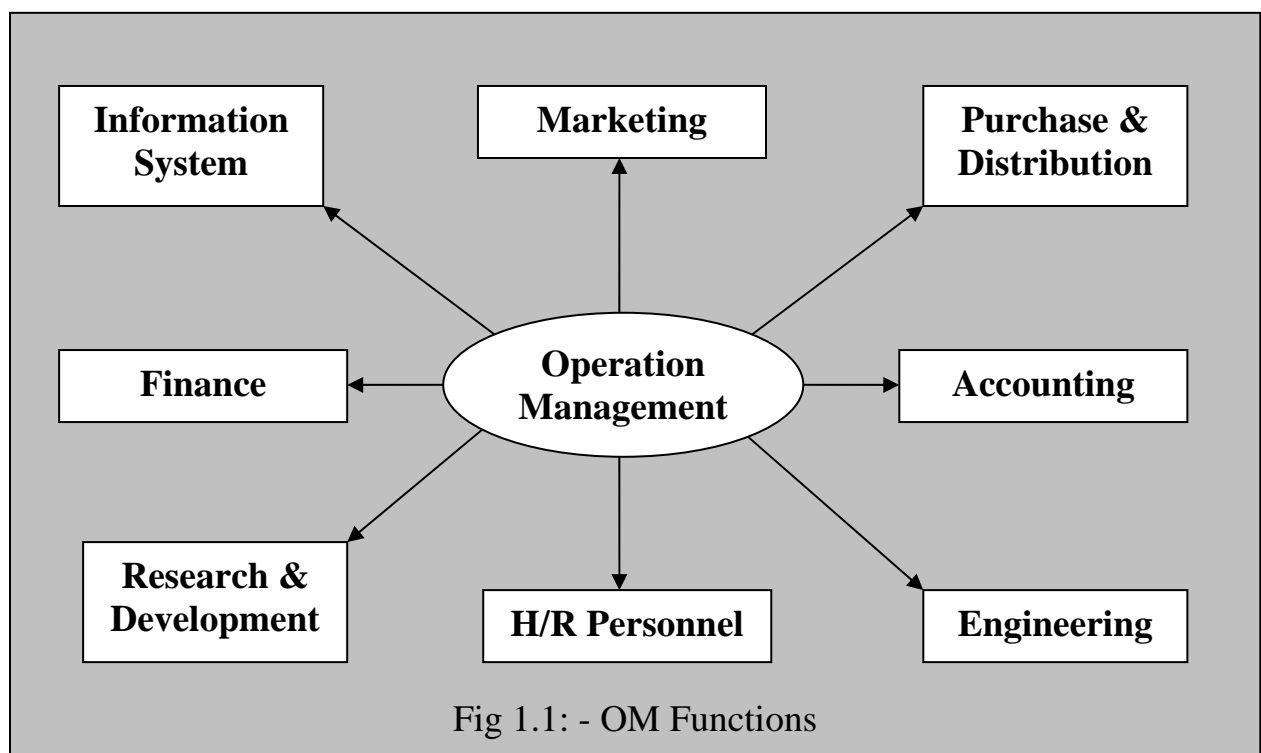 Information
System
Marketing
Purchase &
Distribution
Finance
Operation
Management
Accounting
Research &
Development
H/R Personnel
Engineering
Fig 1.1: - OM Functions